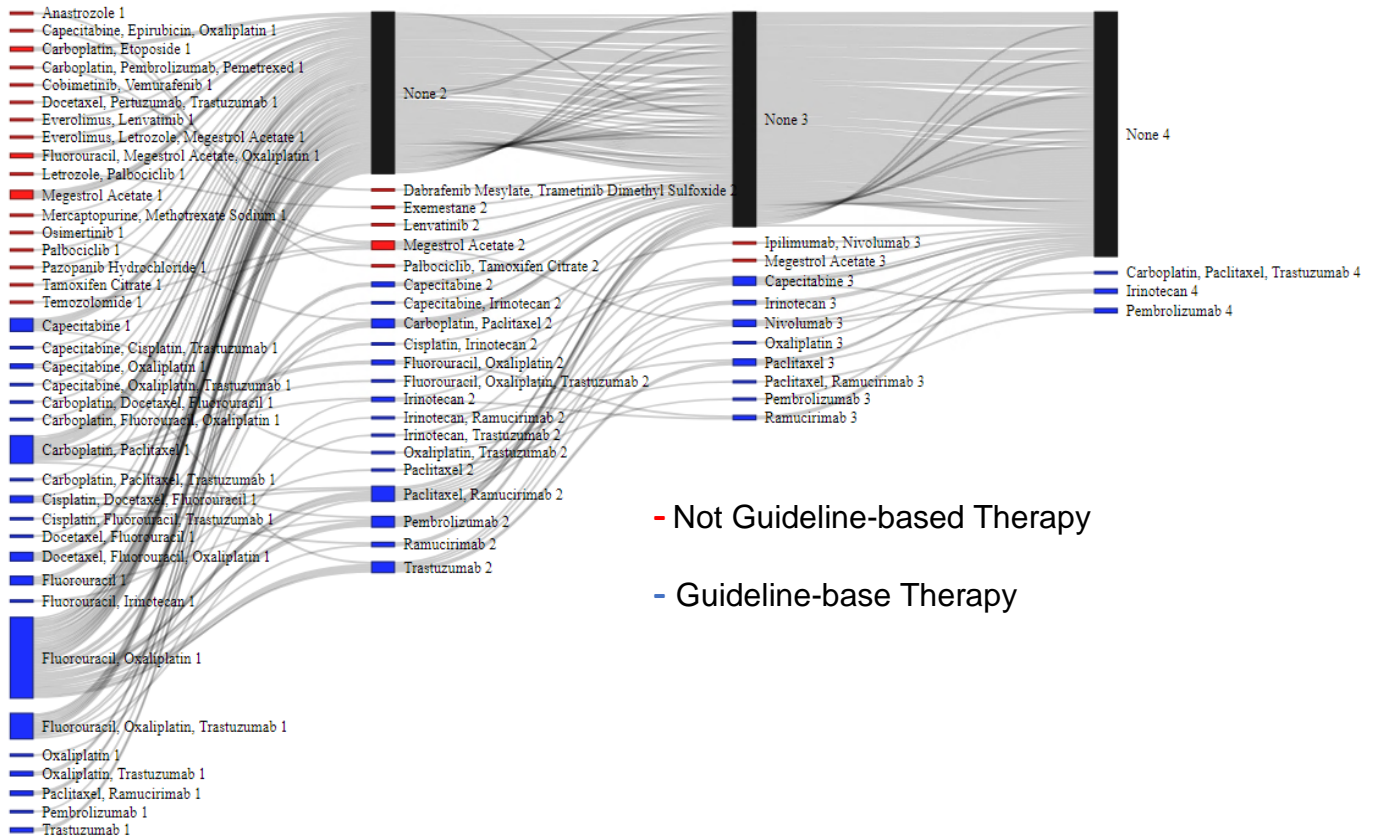 Anastrozole 1
Capecitabine, Epirubicin, Oxaliplatin 1
Carboplatin, Etoposide 1
Carboplatin, Pembrolizumab, Pemetrexed 1
Cobimetinib, Vemurafenib 1
Docetaxel, Pertuzumab, Trastuzumab 1
Everolimus, Lenvatinib 1
Everolimus, Letrozole, Megestrol Acetate 1
Fluorouracil, Megestrol Acetate, Oxaliplatin 1
Letrozole, Palbociclib 1
Megestrol Acetate 1
Mercaptopurine, Methotrexate Sodium 1
Osimertinib 1
Palbociclib 1
Pazopanib Hydrochloride 1
Tamoxifen Citrate 1
Temozolomide 1
Capecitabine 1
Capecitabine, Cisplatin, Trastuzumab 1
Capecitabine, Oxaliplatin 1
Capecitabine, Oxaliplatin, Trastuzumab 1
Carboplatin, Docetaxel, Fluorouracil 1
Carboplatin, Fluorouracil, Oxaliplatin 1
Carboplatin, Paclitaxel 1
Carboplatin, Paclitaxel, Trastuzumab 1
Cisplatin, Docetaxel, Fluorouracil 1
Cisplatin, Fluorouracil, Trastuzumab 1
Docetaxel, Fluorouracil 1
Docetaxel, Fluorouracil, Oxaliplatin 1
Fluorouracil 1
Fluorouracil, Irinotecan 1
Fluorouracil, Oxaliplatin 1
Fluorouracil, Oxaliplatin, Trastuzumab 1
Oxaliplatin 1
Oxaliplatin, Trastuzumab 1
Paclitaxel, Ramucirimab 1
Pembrolizumab 1
Trastuzumab 1
None 2
Dabrafenib Mesylate, Trametinib Dimethyl Sulfoxide 2
Exemestane 2
Lenvatinib 2
Megestrol Acetate 2
Palbociclib, Tamoxifen Citrate 2
Capecitabine 2
Capecitabine, Irinotecan 2
Carboplatin, Paclitaxel 2
Cisplatin, Irinotecan 2
Fluorouracil, Oxaliplatin 2
Fluorouracil, Oxaliplatin, Trastuzumab 2
Irinotecan 2
Irinotecan, Ramucirimab 2
Irinotecan, Trastuzumab 2
Oxaliplatin, Trastuzumab 2
Paclitaxel 2
Paclitaxel, Ramucirimab 2
Pembrolizumab 2
Ramucirimab 2
Trastuzumab 2
None 3
Ipilimumab, Nivolumab 3
Megestrol Acetate 3
Capecitabine 3
Irinotecan 3
Nivolumab 3
Oxaliplatin 3
Paclitaxel 3
Paclitaxel, Ramucirimab 3
Pembrolizumab 3
Ramucirimab 3
None 4
Carboplatin, Paclitaxel, Trastuzumab 4
Irinotecan 4
Pembrolizumab 4
- Not Guideline-based Therapy
- Guideline-base Therapy